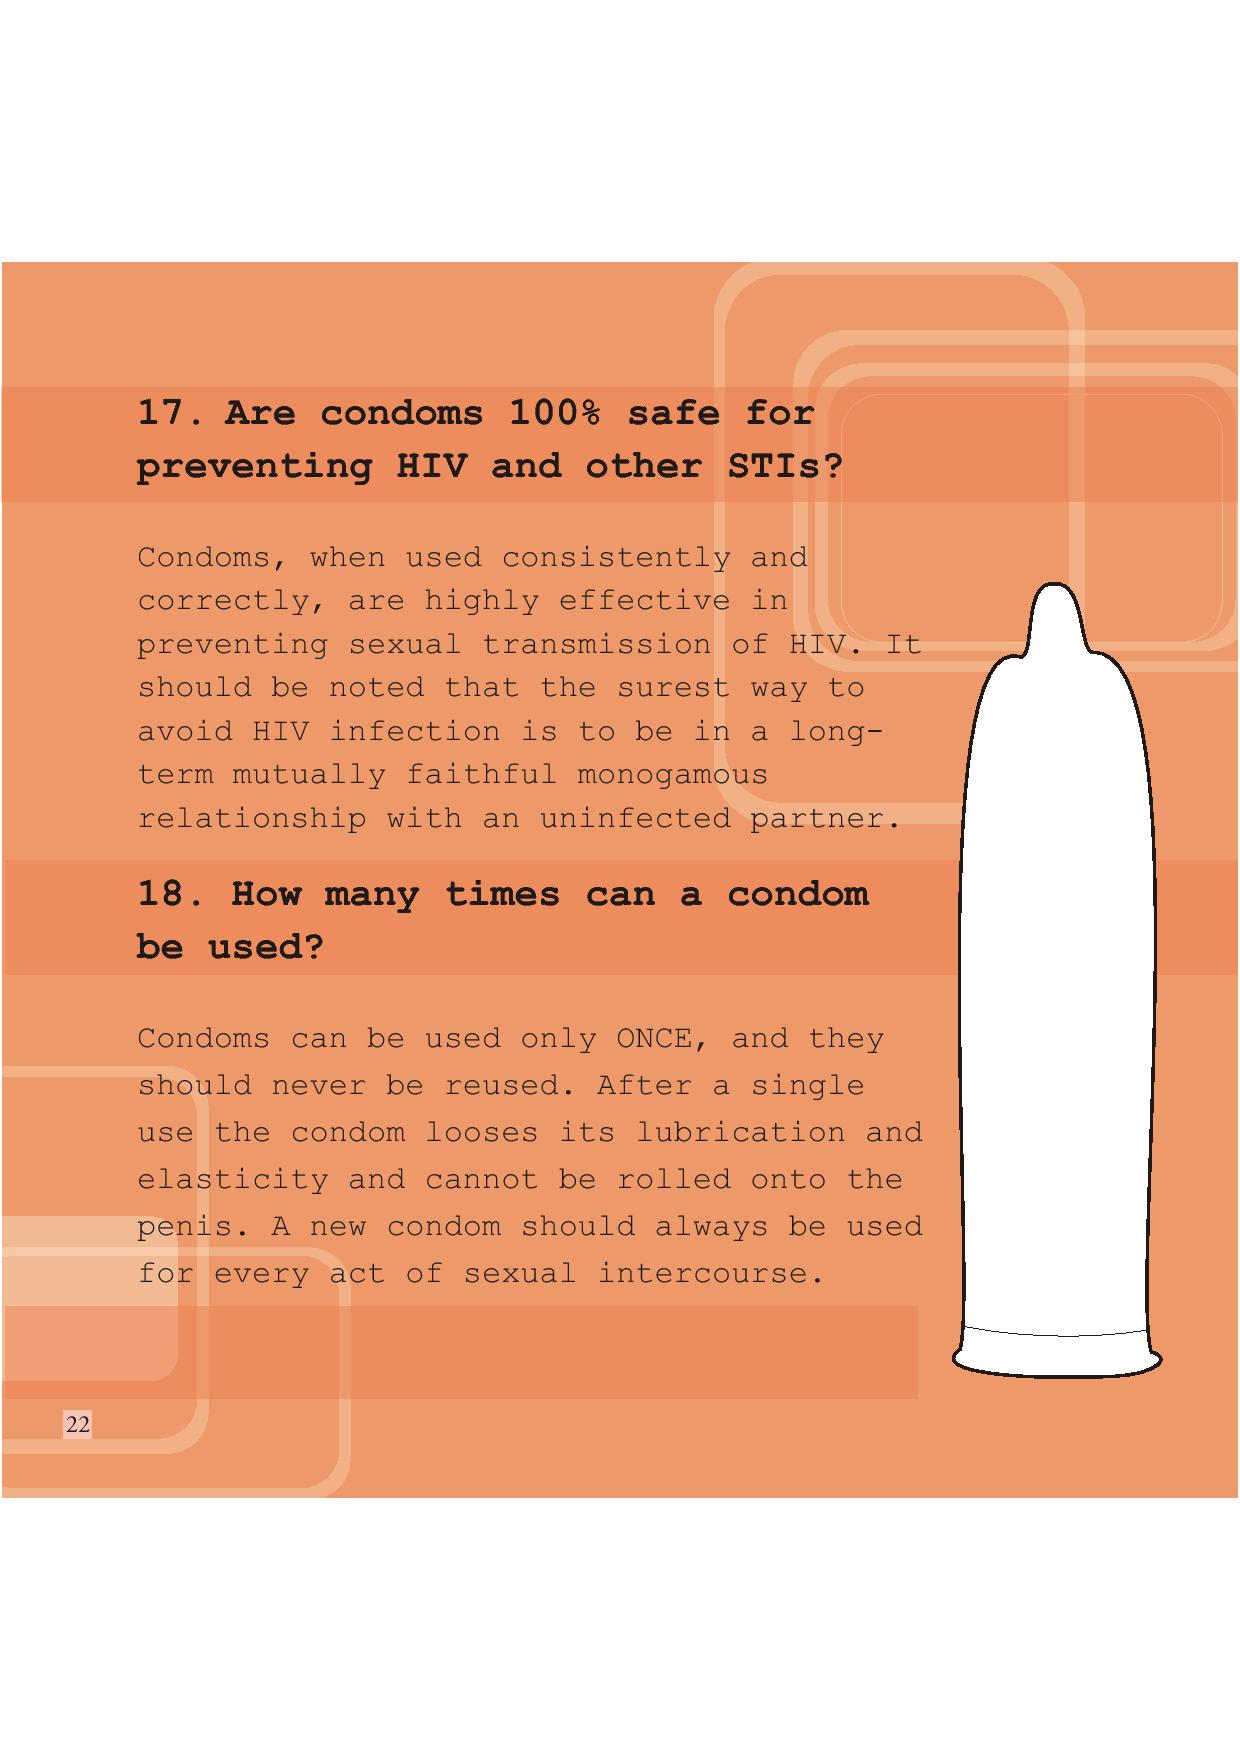 17. Are condoms 100% safe for
preventing HIV and other STIs?
Condoms, when used consistently and
correctly, are highly effective in
preventing sexual transmission of HIV. It
should be noted that the surest way to
avoid HIV infection is to be in a long-
term mutually faithful monogamous
relationship with an uninfected partner.
18. How many times can a condom
be used?
Condoms can be used only ONCE, and they
should never be reused. After a single
use the condom looses its lubrication and
elasticity and cannot be rolled onto the
penis. A new condom should always be used
for every act of sexual intercourse.
22